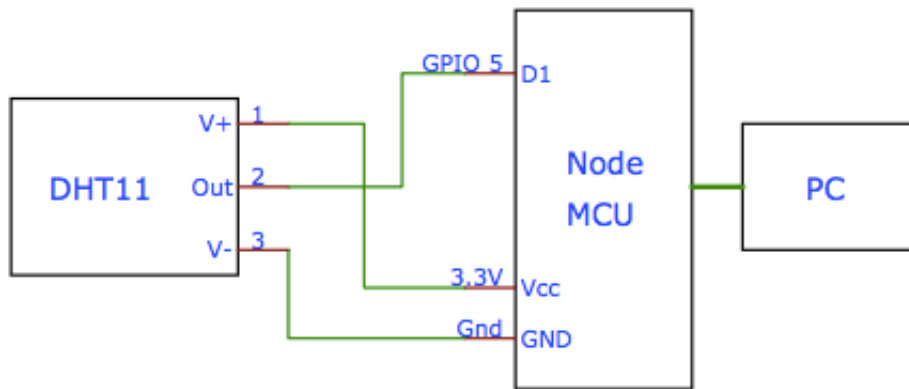 DHT11
V+ 1
Out 2
V- 3
GPIO 5
D1
3,3V
Vcc
Gnd
GND
Node
MCU
PC